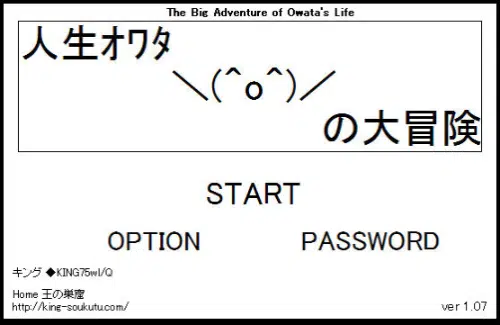 The Big Adventure of Owata's Life
人生オワタ
＼(^o^)／
の大冒険
START
OPTION PASSWORD
キング ◆KING75wI/Q
Home 王の巣窟
http://king-soukutu.com/
ver 1.07